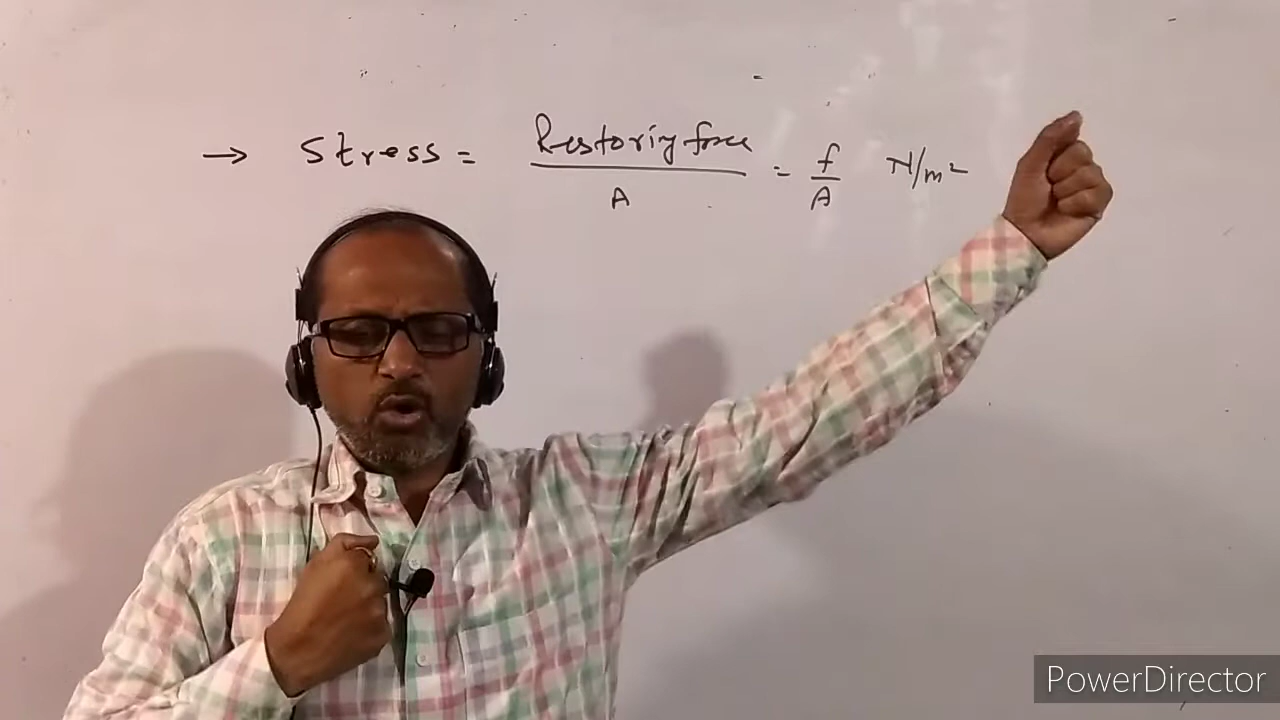 → Stress = Restoring force / A = f / A N/m²
PowerDirector